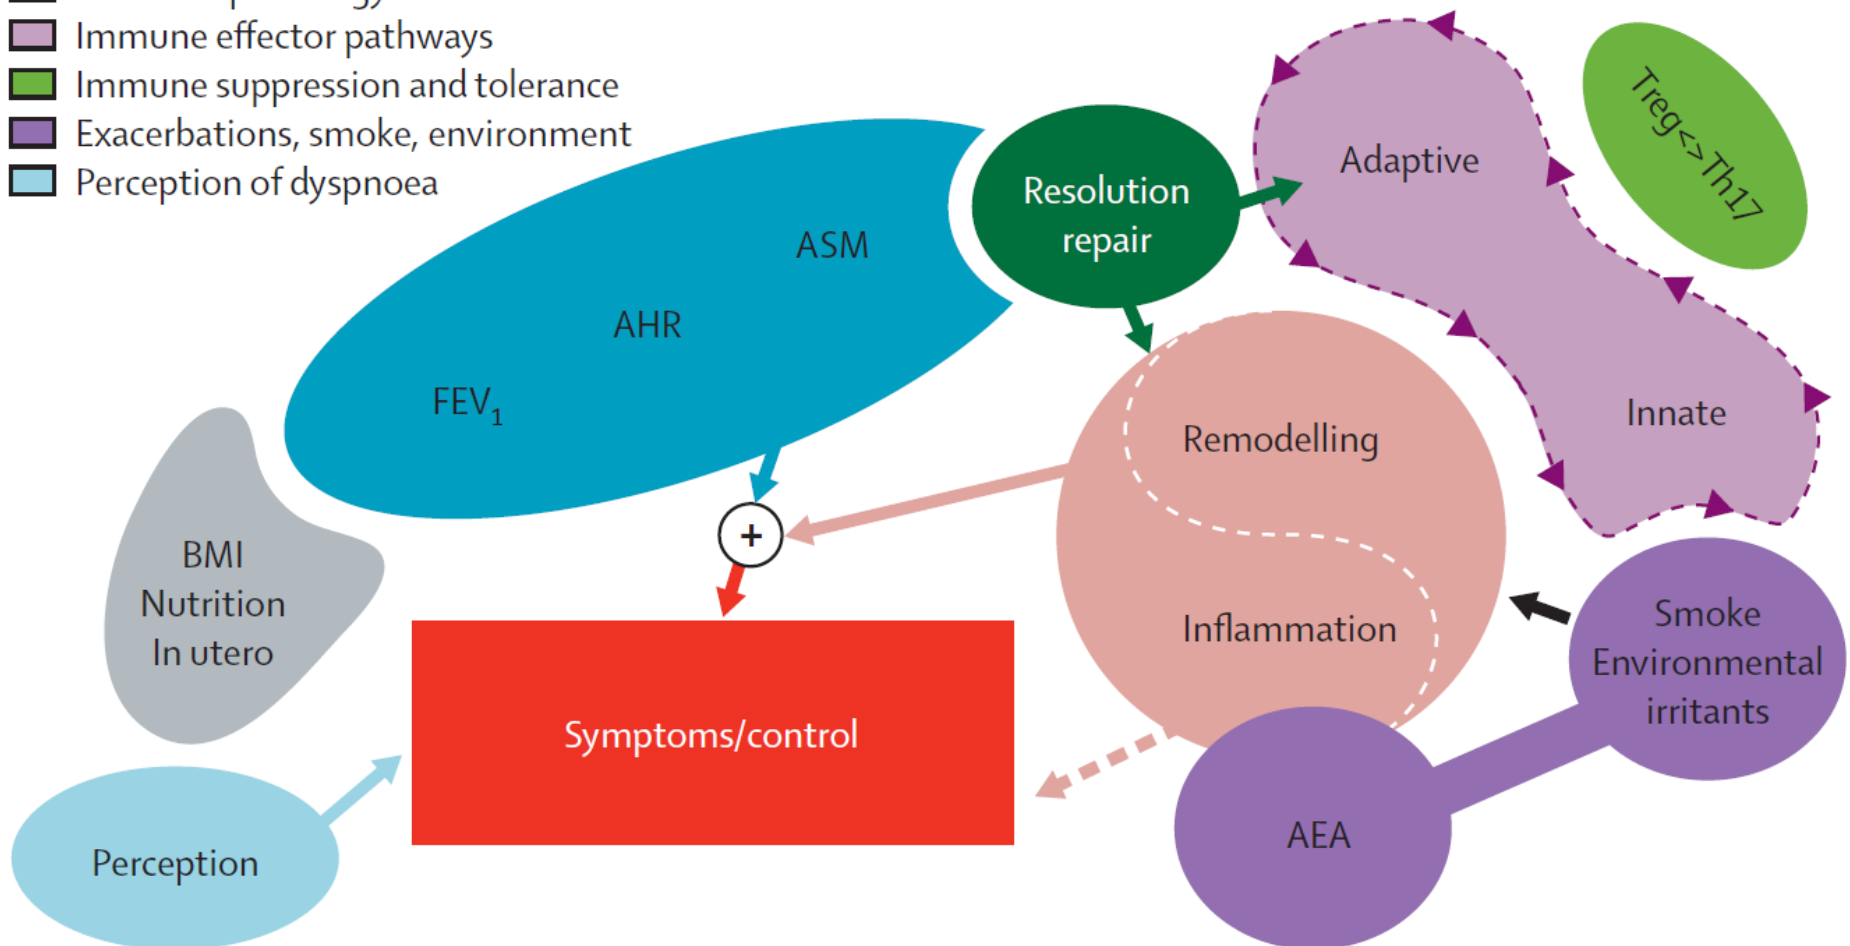 Immune effector pathways
Immune suppression and tolerance
Exacerbations, smoke, environment
Perception of dyspnoea
Treg<>Th17
Adaptive
Resolution
repair
ASM
AHR
FEV₁
Innate
Remodelling
+
BMI
Nutrition
In utero
Inflammation
Smoke
Environmental
irritants
Symptoms/control
AEA
Perception